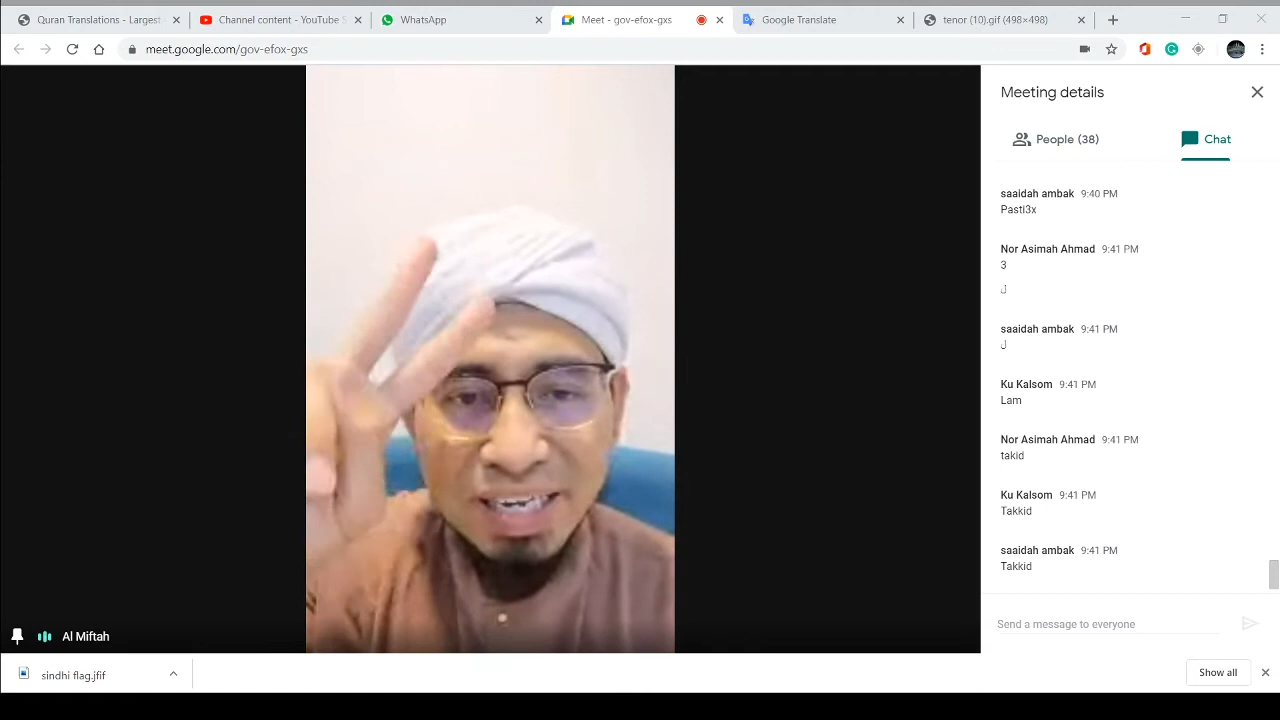 Quran Translations - Largest
Channel content - YouTube S
WhatsApp
Meet - gov-efox-gxs
Google Translate
tenor (10).gif (498×498)
meet.google.com/gov-efox-gxs
Meeting details
People (38)
Chat
saaidah ambak 9:40 PM
Pasti3x
Nor Asimah Ahmad 9:41 PM
3
ل
saaidah ambak 9:41 PM
ل
Ku Kalsom 9:41 PM
Lam
Nor Asimah Ahmad 9:41 PM
takid
Ku Kalsom 9:41 PM
Takkid
saaidah ambak 9:41 PM
Takkid
Send a message to everyone
Al Miftah
sindhi flag.jfif
Show all